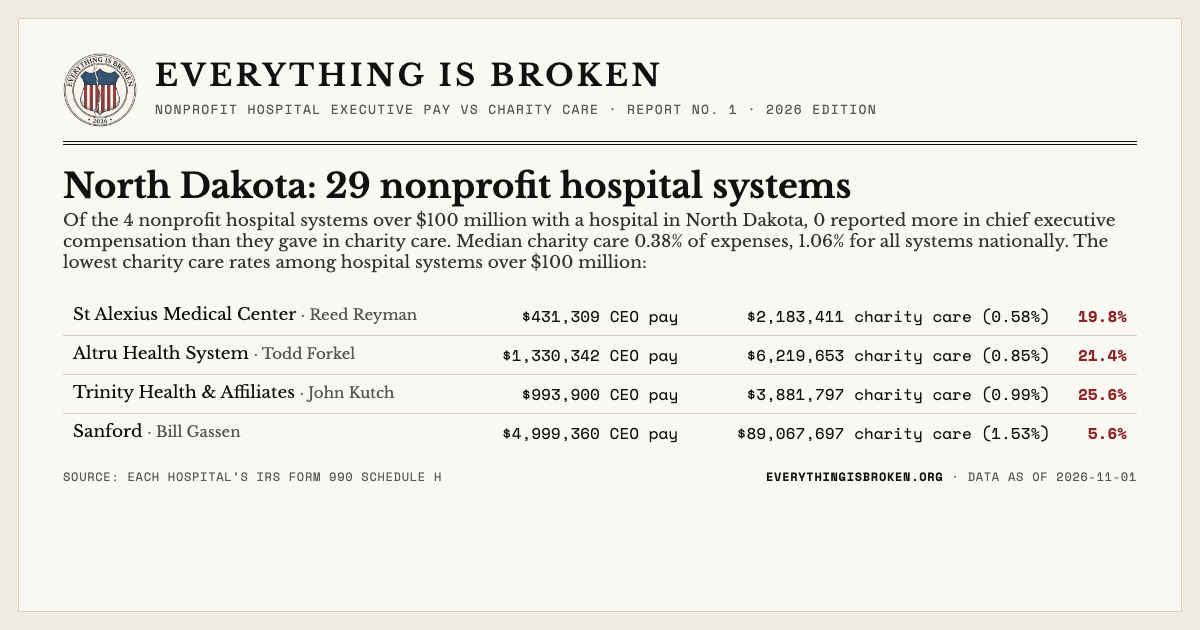 EVERYTHING IS BROKEN
· 2026 ·
EVERYTHING IS BROKEN
NONPROFIT HOSPITAL EXECUTIVE PAY VS CHARITY CARE · REPORT NO. 1 · 2026 EDITION
North Dakota: 29 nonprofit hospital systems
Of the 4 nonprofit hospital systems over $100 million with a hospital in North Dakota, 0 reported more in chief executive
compensation than they gave in charity care. Median charity care 0.38% of expenses, 1.06% for all systems nationally. The
lowest charity care rates among hospital systems over $100 million:
St Alexius Medical Center · Reed Reyman $431,309 CEO pay $2,183,411 charity care (0.58%) 19.8%
Altru Health System · Todd Forkel $1,330,342 CEO pay $6,219,653 charity care (0.85%) 21.4%
Trinity Health & Affiliates · John Kutch $993,900 CEO pay $3,881,797 charity care (0.99%) 25.6%
Sanford · Bill Gassen $4,999,360 CEO pay $89,067,697 charity care (1.53%) 5.6%
SOURCE: EACH HOSPITAL'S IRS FORM 990 SCHEDULE H EVERYTHINGISBROKEN.ORG · DATA AS OF 2026-11-01